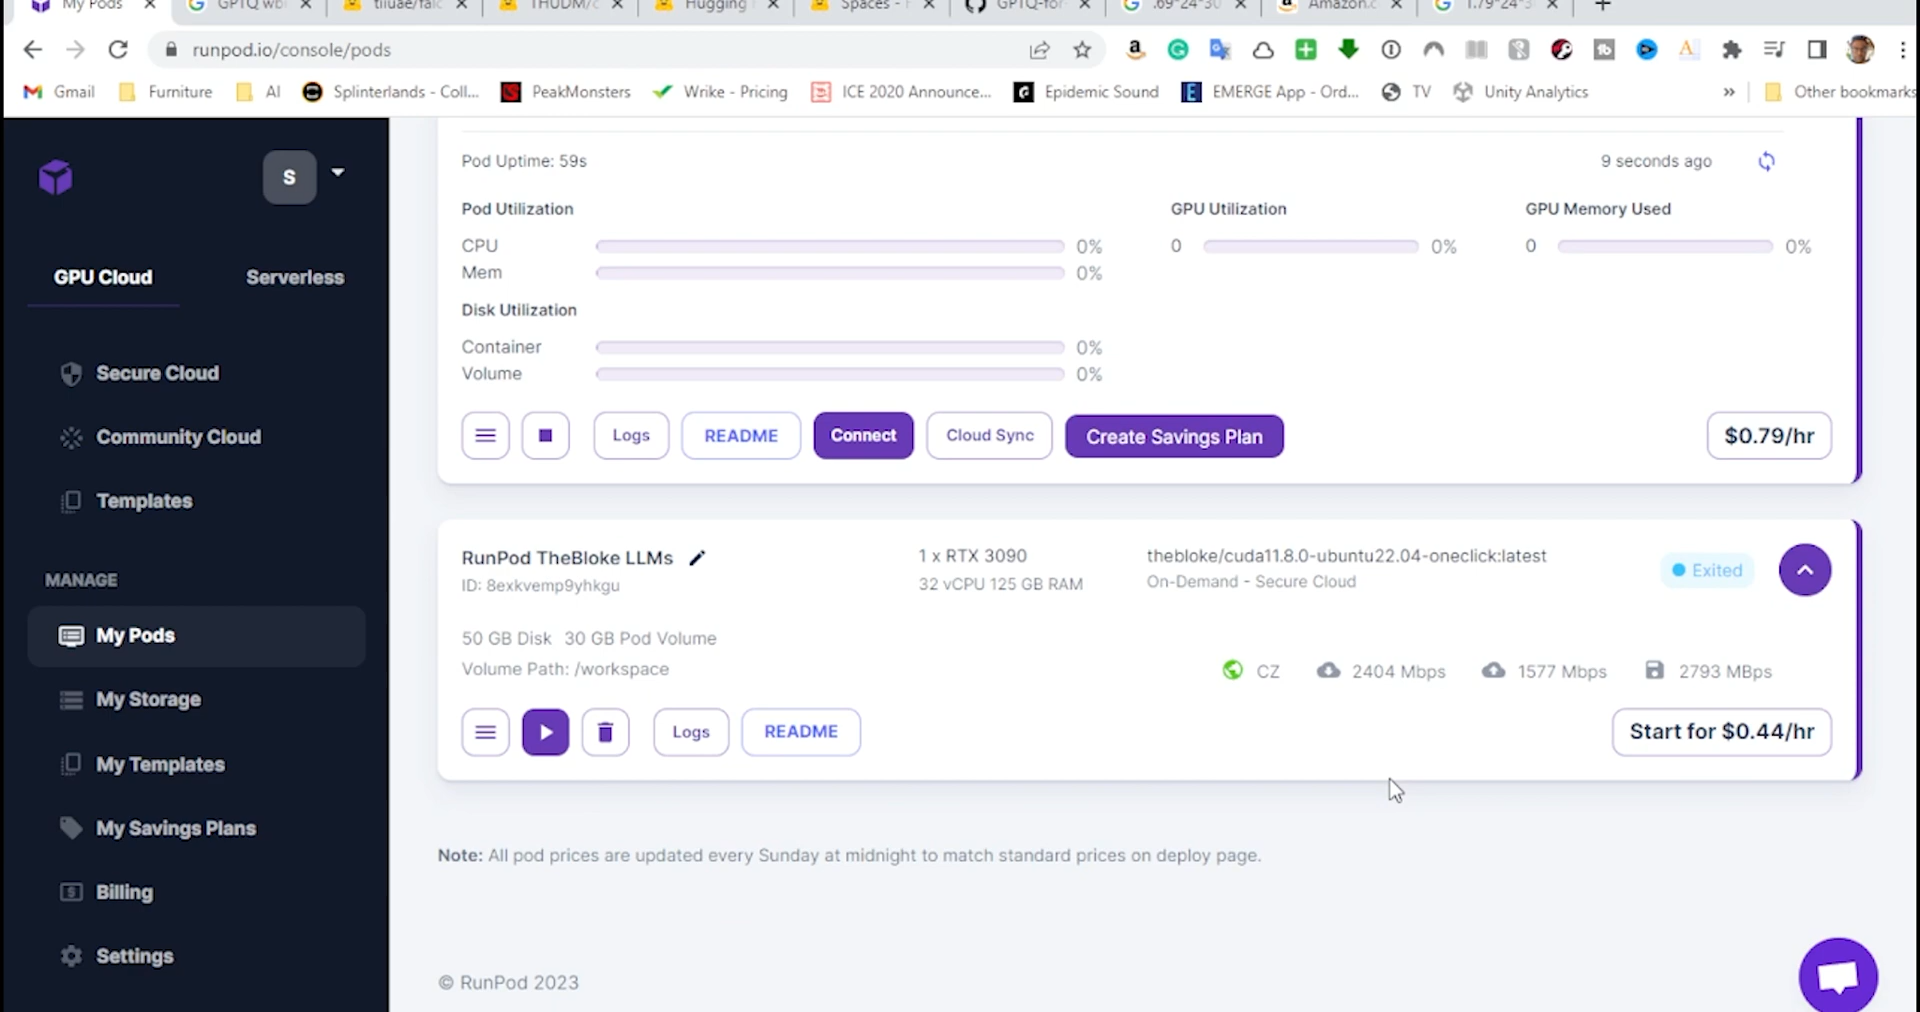 My Pods
GPTQ wb
tiiuae/falc
THUDM/c
Hugging
Spaces - F
GPTQ-for
.69*24*30
Amazon.c
1.79*24*3
runpod.io/console/pods
Gmail
Furniture
AI
Splinterlands - Coll...
PeakMonsters
Wrike - Pricing
ICE 2020 Announce...
Epidemic Sound
EMERGE App - Ord...
TV
Unity Analytics
»
Other bookmarks
S
GPU Cloud
Serverless
Secure Cloud
Community Cloud
Templates
MANAGE
My Pods
My Storage
My Templates
My Savings Plans
Billing
Settings
Pod Uptime: 59s
9 seconds ago
Pod Utilization
GPU Utilization
GPU Memory Used
CPU 0%
0 0%
0 0%
Mem 0%
Disk Utilization
Container 0%
Volume 0%
Logs
README
Connect
Cloud Sync
Create Savings Plan
$0.79/hr
RunPod TheBloke LLMs
1 x RTX 3090
thebloke/cuda11.8.0-ubuntu22.04-oneclick:latest
Exited
ID: 8exkvemp9yhkgu
32 vCPU 125 GB RAM
On-Demand - Secure Cloud
50 GB Disk 30 GB Pod Volume
Volume Path: /workspace
CZ
2404 Mbps
1577 Mbps
2793 MBps
Logs
README
Start for $0.44/hr
Note: All pod prices are updated every Sunday at midnight to match standard prices on deploy page.
© RunPod 2023